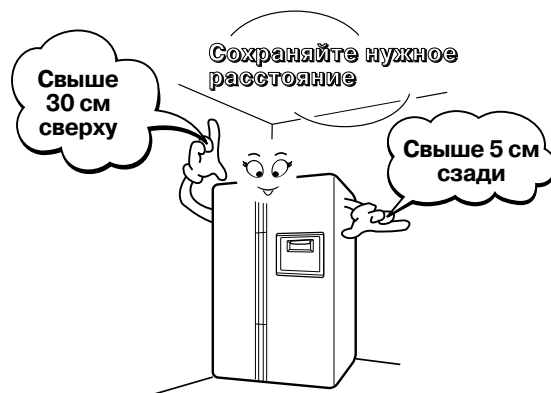 Сохраняйте нужное
расстояние
Свыше
30 см
сверху
Свыше 5 см
сзади